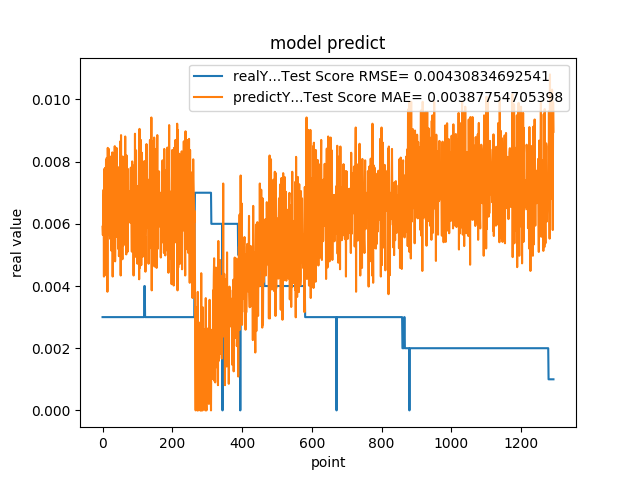 model predict
realY...Test Score RMSE= 0.00430834692541
predictY...Test Score MAE= 0.00387754705398
0.010
0.008
0.006
0.004
0.002
0.000
real value
0 200 400 600 800 1000 1200
point